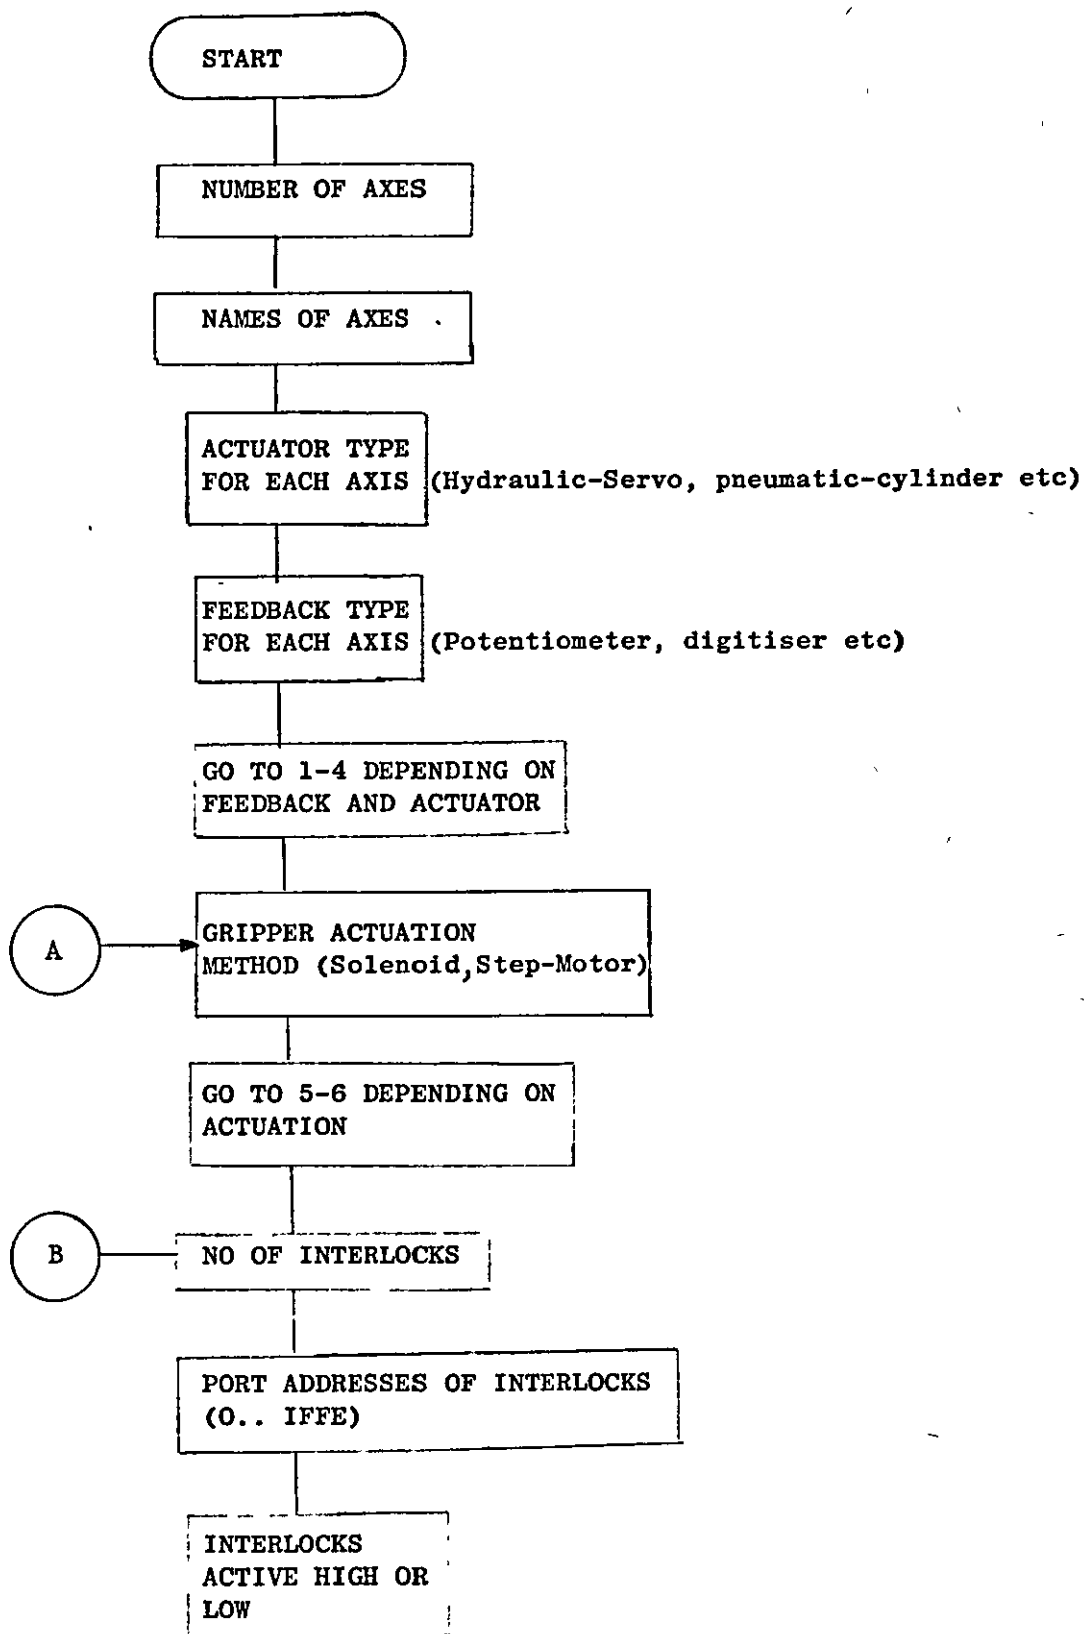 START
NUMBER OF AXES
NAMES OF AXES
ACTUATOR TYPE
FOR EACH AXIS (Hydraulic-Servo, pneumatic-cylinder etc)
FEEDBACK TYPE
FOR EACH AXIS (Potentiometer, digitiser etc)
GO TO 1-4 DEPENDING ON
FEEDBACK AND ACTUATOR
A
GRIPPER ACTUATION
METHOD (Solenoid,Step-Motor)
GO TO 5-6 DEPENDING ON
ACTUATION
B
NO OF INTERLOCKS
PORT ADDRESSES OF INTERLOCKS
(O.. IFFE)
INTERLOCKS
ACTIVE HIGH OR
LOW